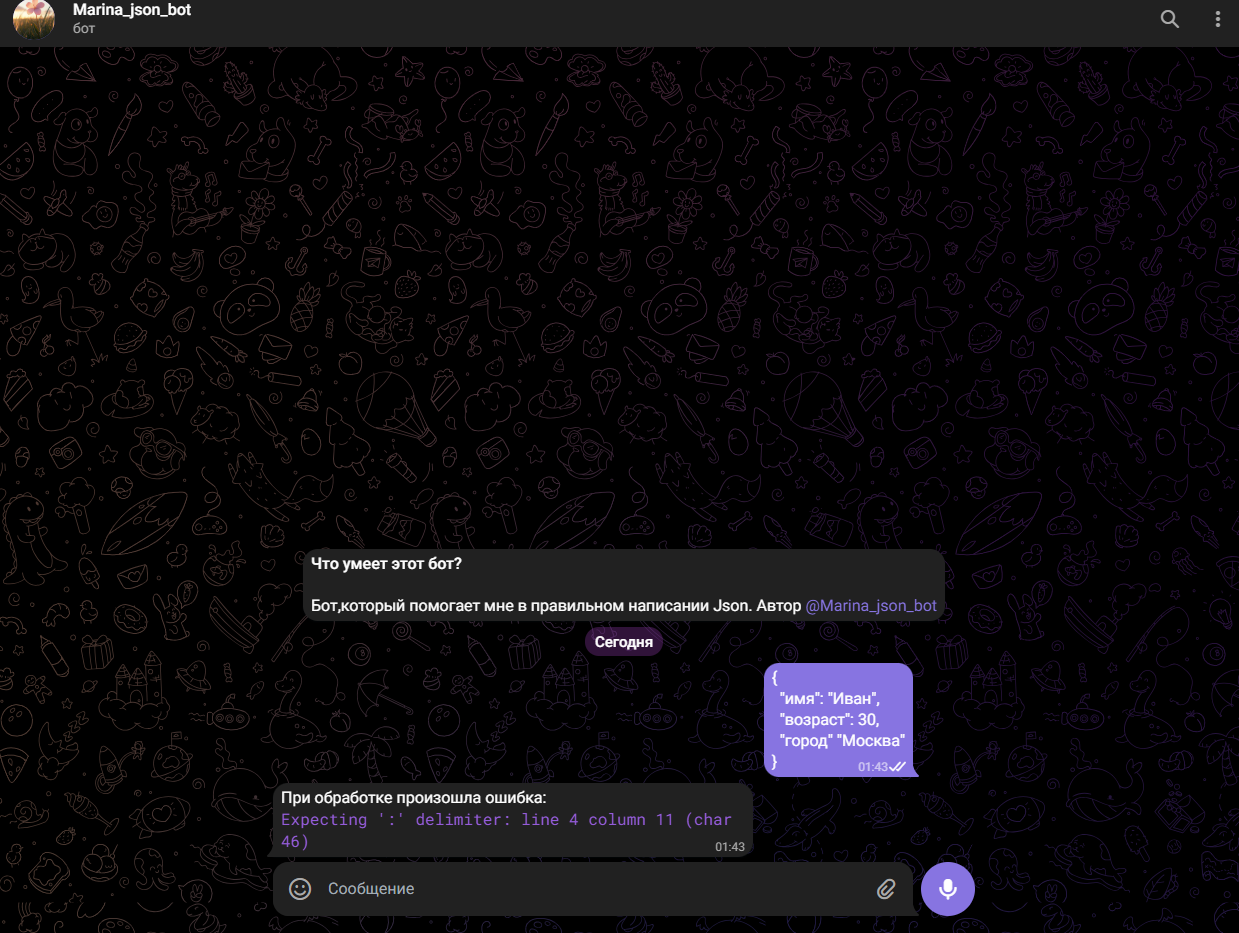 Marina_json_bot
бот
Что умеет этот бот?
Бот,который помогает мне в правильном написании Json. Автор @Marina_json_bot
Сегодня
{
"имя": "Иван",
"возраст": 30,
"город" "Москва"
}
01:43
При обработке произошла ошибка:
Expecting ':' delimiter: line 4 column 11 (char
46)
01:43
Сообщение